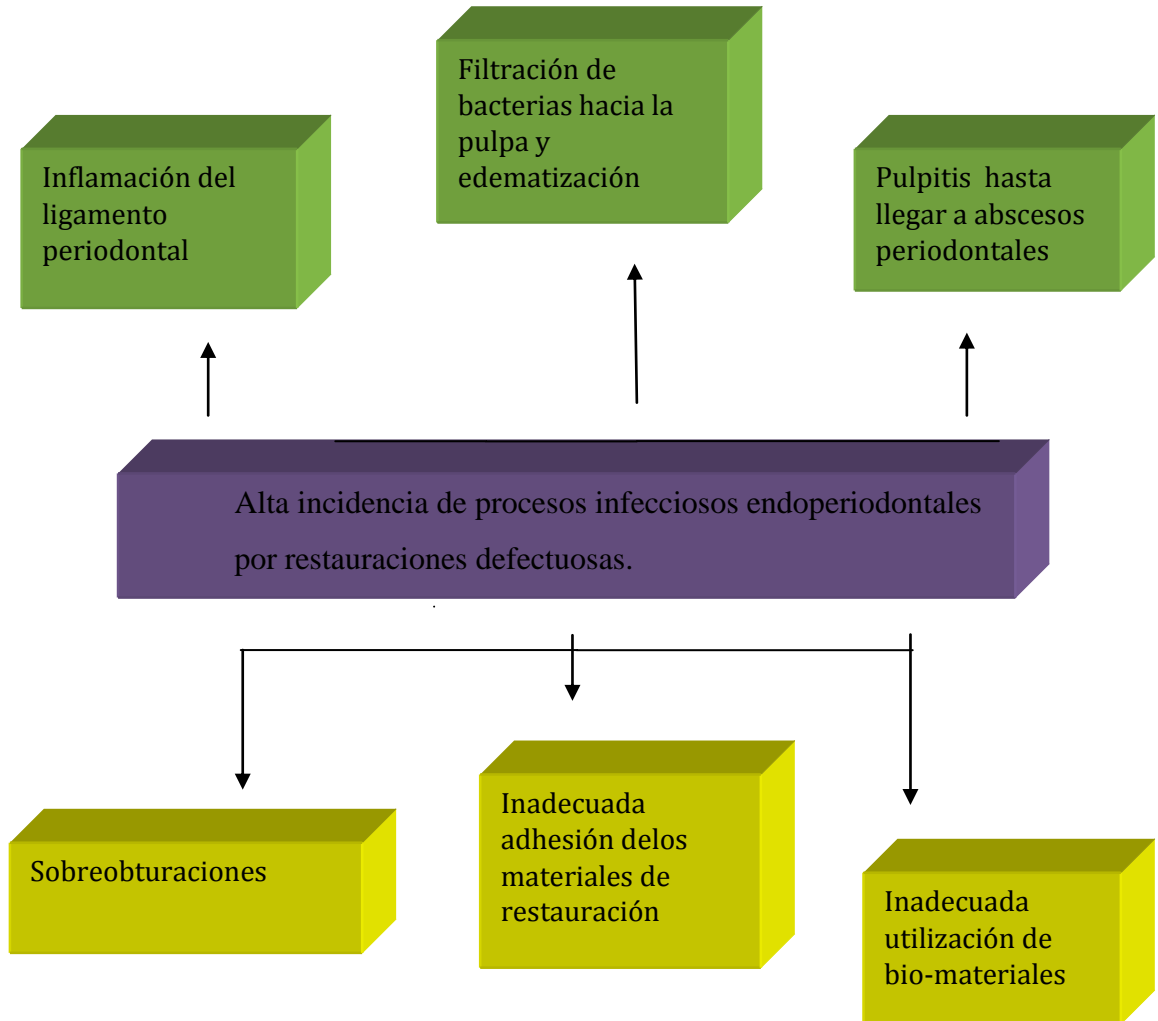 Inflamación del
ligamento
periodontal
Filtración de
bacterias hacia la
pulpa y
edematización
Pulpitis hasta
llegar a abscesos
periodontales
Alta incidencia de procesos infecciosos endoperiodontales
por restauraciones defectuosas.
Sobreobturaciones
Inadecuada
adhesión delos
materiales de
restauración
Inadecuada
utilización de
bio-materiales